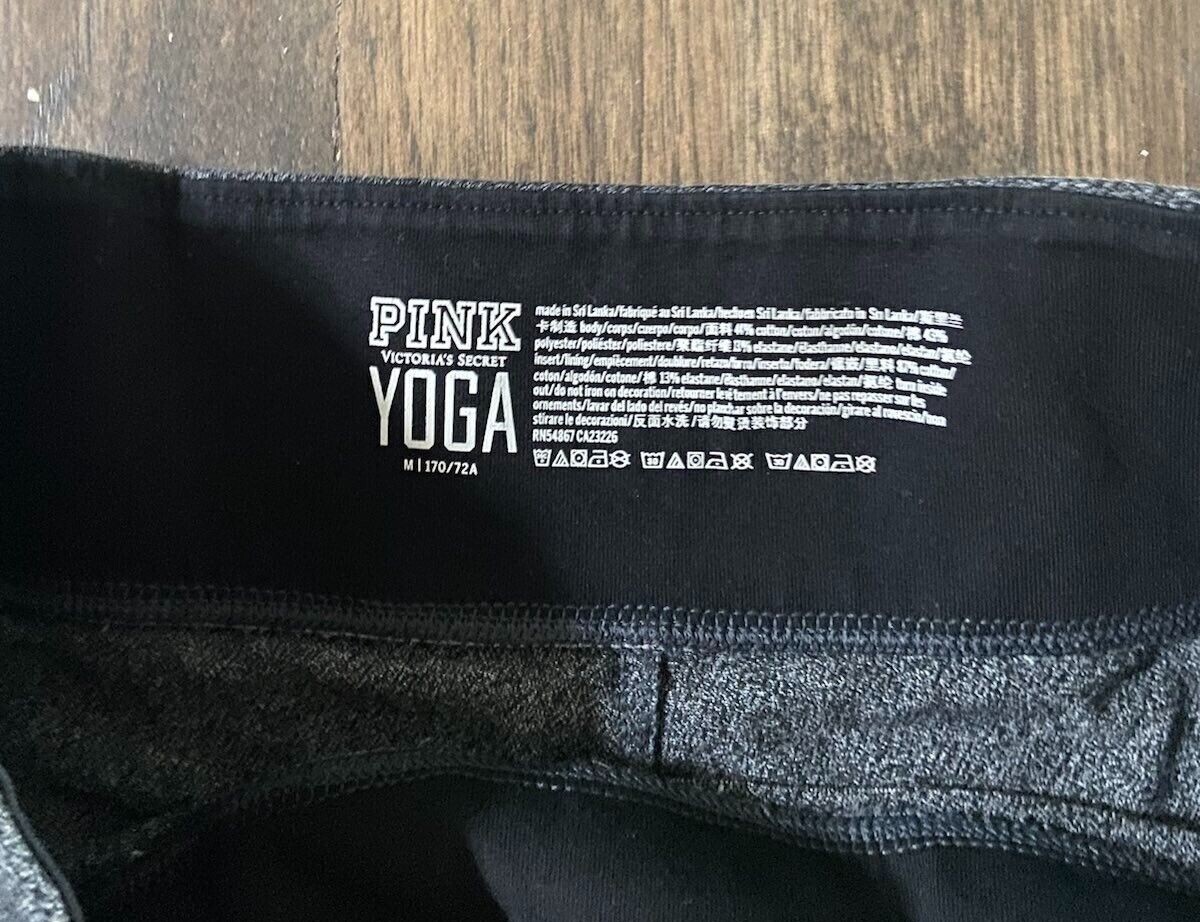 PINK
VICTORIA'S SECRET
YOGA
M | 170/72A
made in Sri Lanka/fabriqué au Sri Lanka/hecho en Sri Lanka/fabbricato in Sri Lanka/斯里兰
卡制造 body/corps/cuerpo/corpo/面料 cotton/coton/algodón/cotone/棉 43%
polyester/poliéster/poliestere/聚酯纤维 13% elastane/élasthanne/elastano/elastan/氨纶
insert/lining/empiècement/doublure/relazo/forro/inserto/fodera/镶嵌/里料 87% cotton/
coton/algodón/cotone/棉 13% elastane/élasthanne/elastano/elastan/氨纶 turn inside
out/do not iron on decoration/retourner le vêtement à l'envers/ne pas repasser sur les
ornements/lavar del lado del revés/no planchar sobre la decoración/girare al rovescio/non
stirare le decorazioni/反面水洗/请勿熨烫装饰部分
RN54867 CA23226